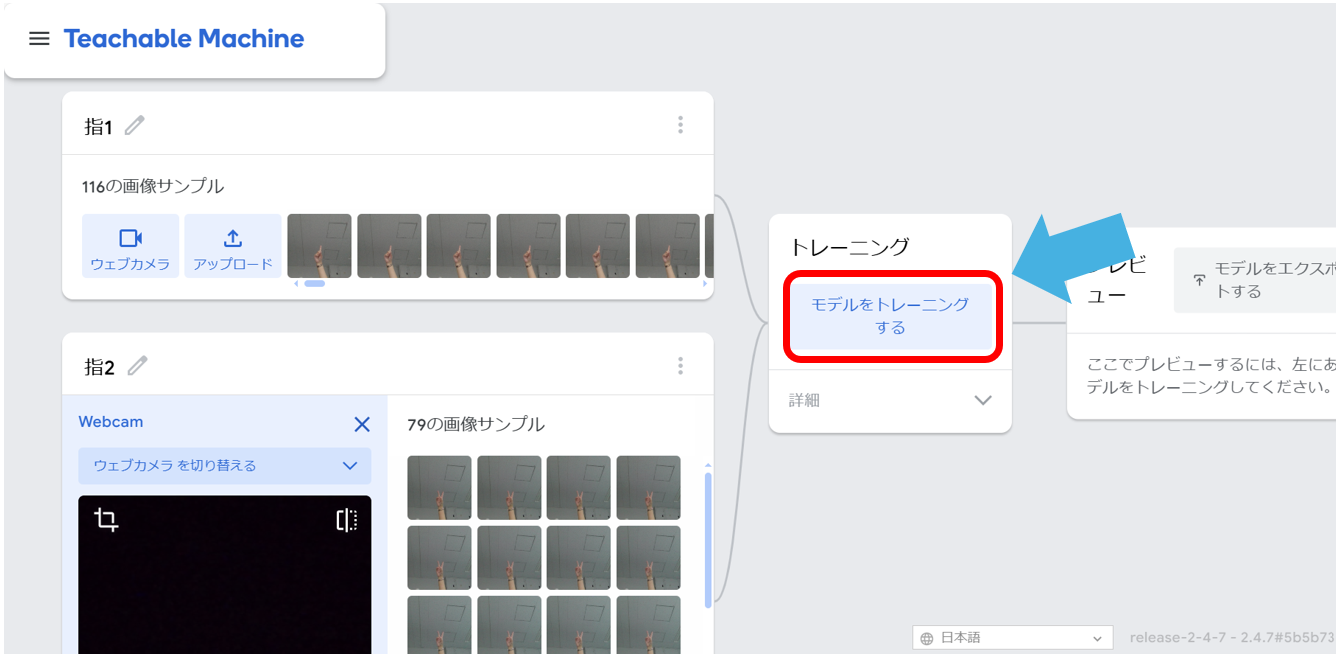 Teachable Machine
指1
116の画像サンプル
ウェブカメラ
アップロード
指2
Webcam
ウェブカメラ を切り替える
79の画像サンプル
トレーニング
モデルをトレーニング
する
詳細
プレビ
ュー
モデルをエクスポ
トする
ここでプレビューするには、左にあ
デルをトレーニングしてください。
日本語
release-2-4-7 - 2.4.7#5b5b73